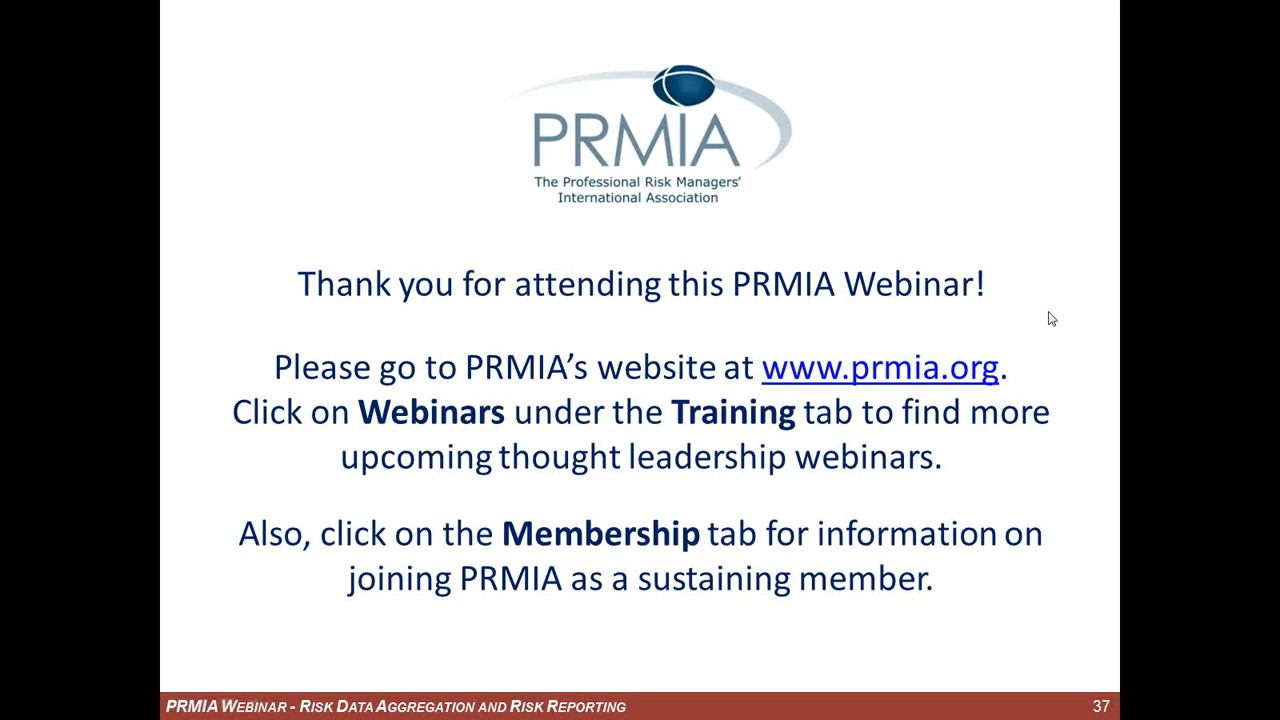 PRMIA
The Professional Risk Managers'
International Association
Thank you for attending this PRMIA Webinar!
Please go to PRMIA’s website at www.prmia.org.
Click on Webinars under the Training tab to find more
upcoming thought leadership webinars.
Also, click on the Membership tab for information on
joining PRMIA as a sustaining member.
PRMIA WEBINAR - RISK DATA AGGREGATION AND RISK REPORTING 37